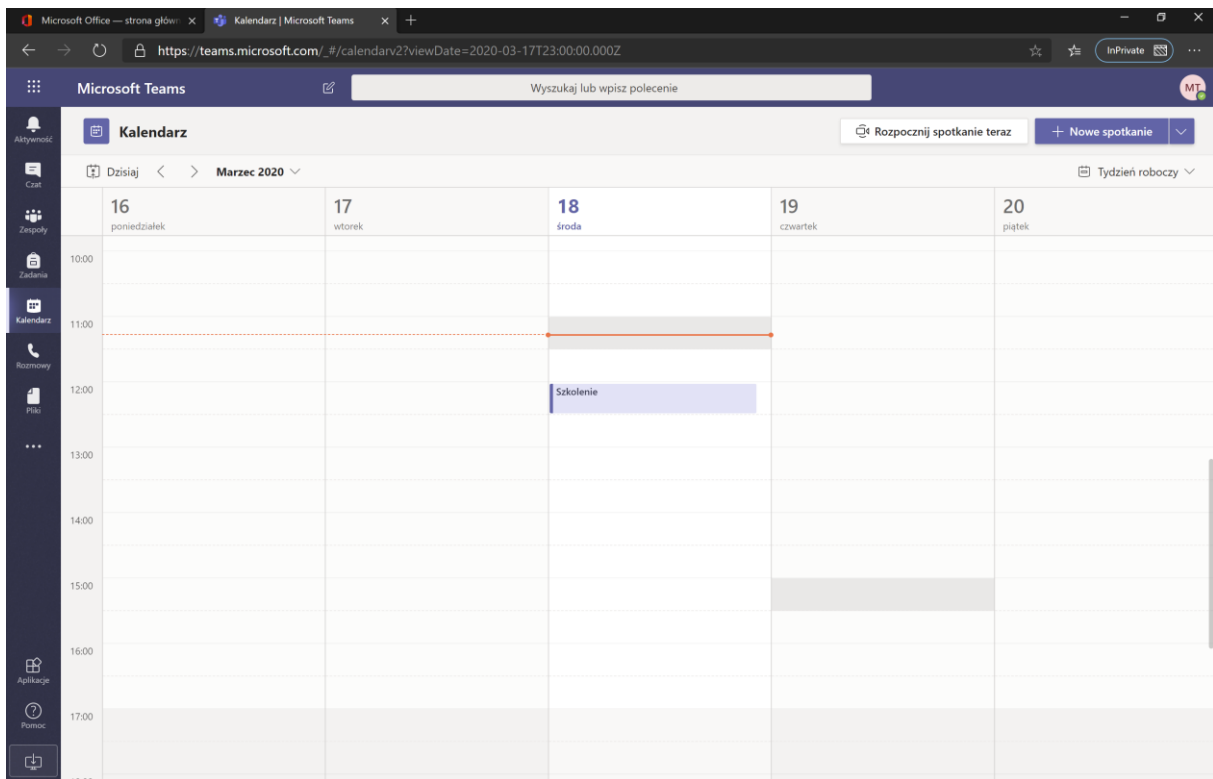 Microsoft Office — strona główn
Kalendarz | Microsoft Teams
https://teams.microsoft.com/_#/calendarv2?viewDate=2020-03-17T23:00:00.000Z
InPrivate
Microsoft Teams
Wyszukaj lub wpisz polecenie
MT
Aktywność
Czat
Zespoły
Zadania
Kalendarz
Rozmowy
Pliki
Aplikacje
Pomoc
Kalendarz
Rozpocznij spotkanie teraz
+ Nowe spotkanie
Dzisiaj
Marzec 2020
Tydzień roboczy
16
poniedziałek
17
wtorek
18
środa
19
czwartek
20
piątek
10:00
11:00
12:00
Szkolenie
13:00
14:00
15:00
16:00
17:00